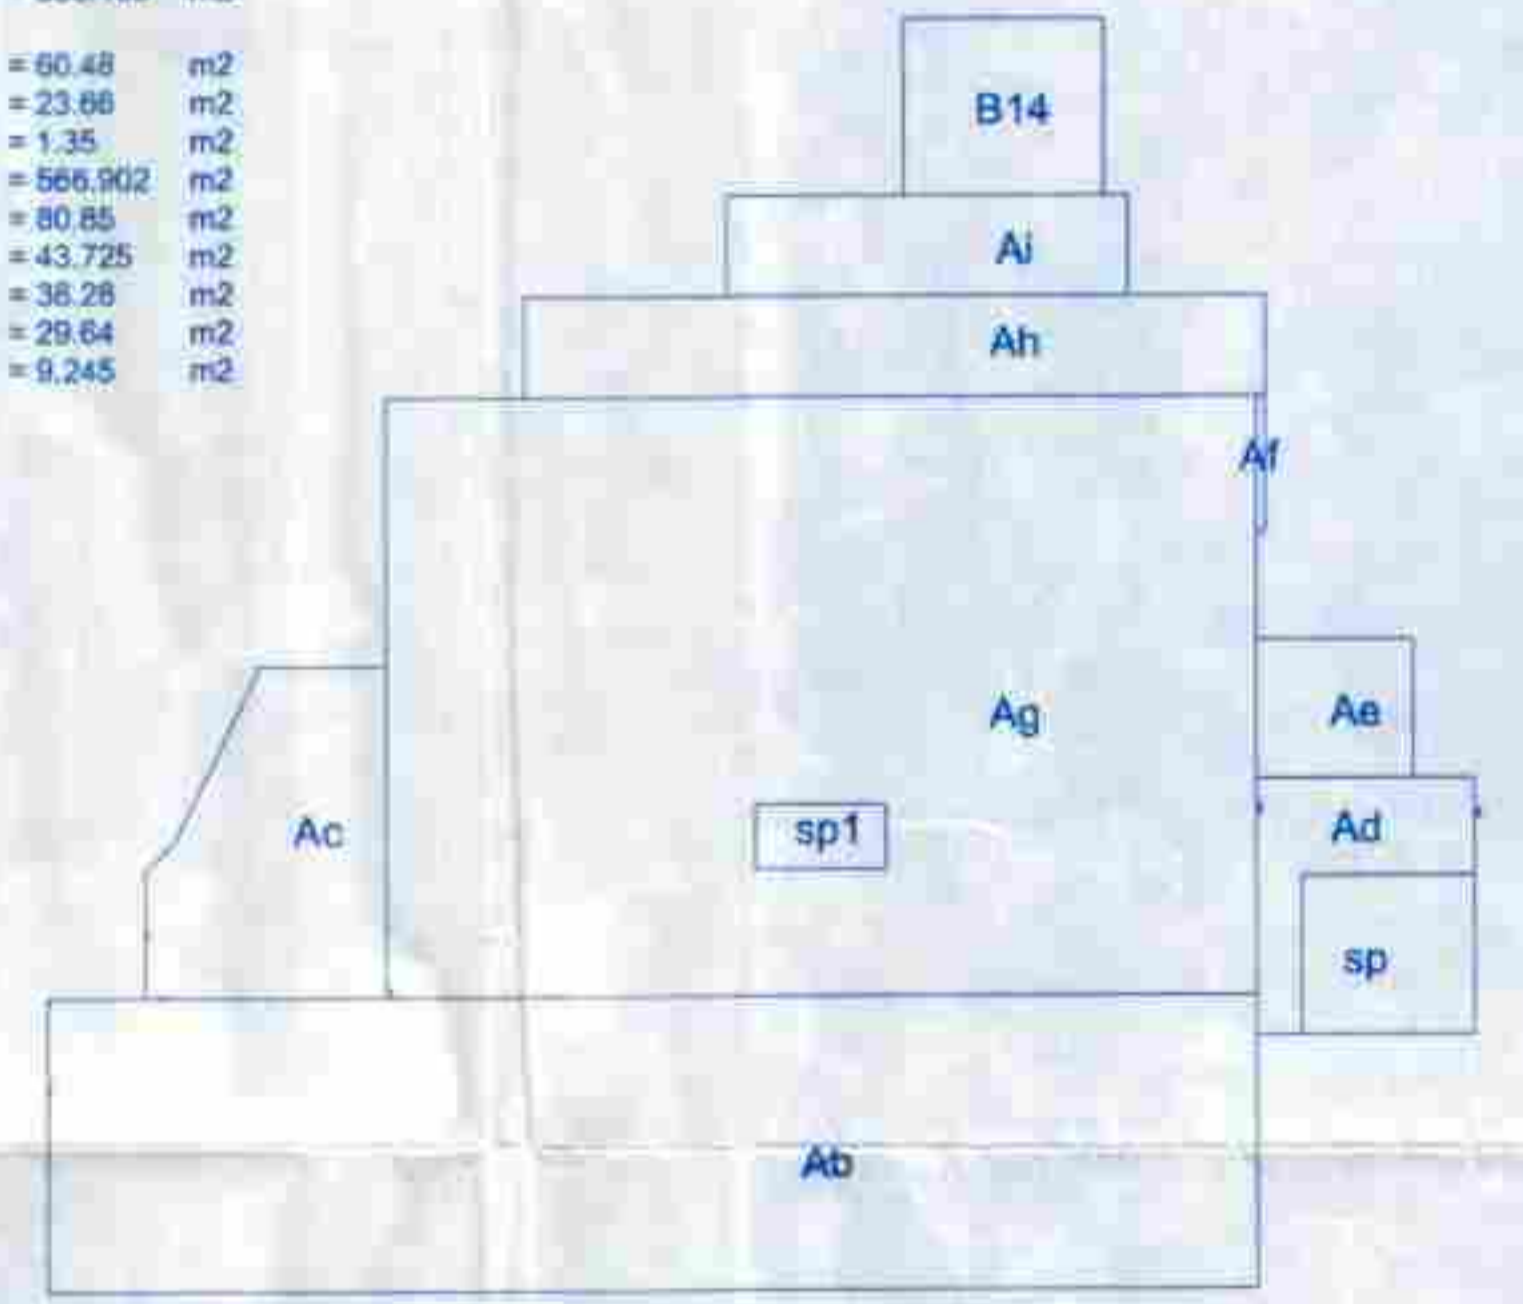 = 60.48 m2
= 23.66 m2
= 1.35 m2
= 566.902 m2
= 80.85 m2
= 43.725 m2
= 36.28 m2
= 29.64 m2
= 9.245 m2
B14
Ai
Ah
Af
Ag
Ae
sp1
Ad
Ac
sp
Ab